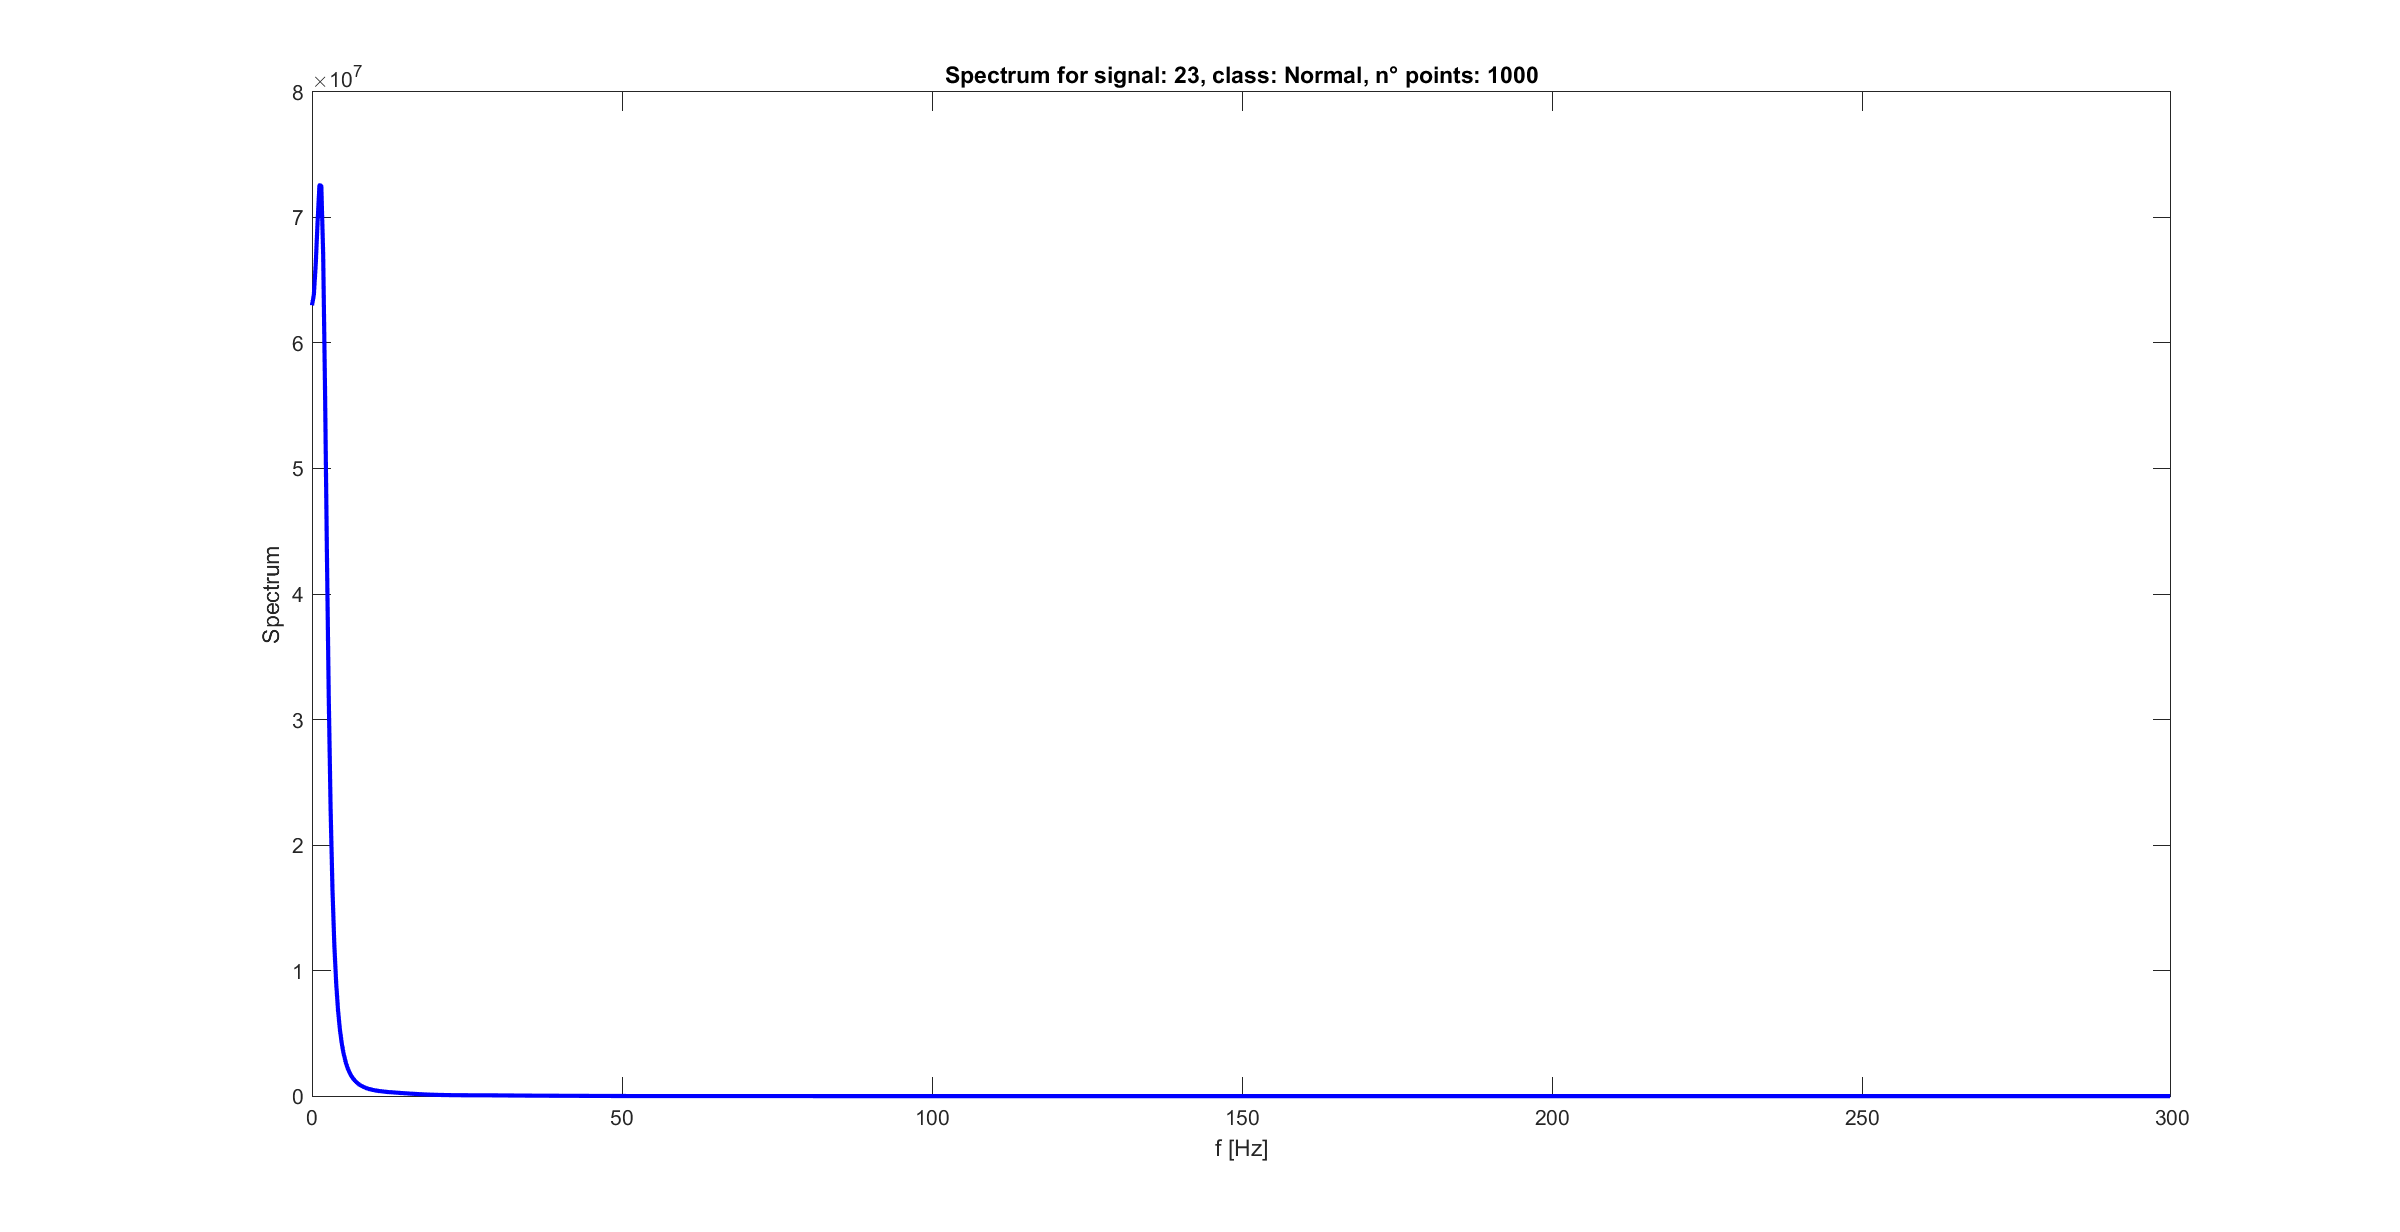 Spectrum for signal: 23, class: Normal, n° points: 1000
×10^7
8
7
6
5
4
3
2
1
0
Spectrum
0 50 100 150 200 250 300
f [Hz]